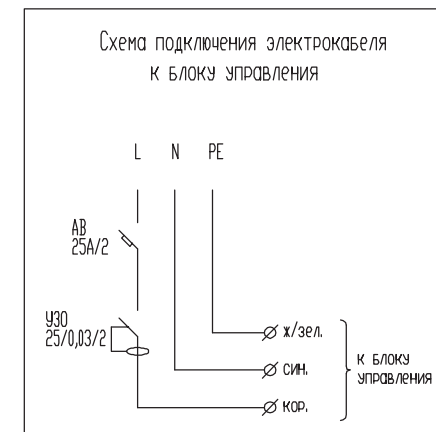 Схема подключения электрокабеля
к блоку управления
L N PE
АВ
25А/2
УЗО
25/0,03/2
ж/зел.
син.
кор.
к блоку
управления